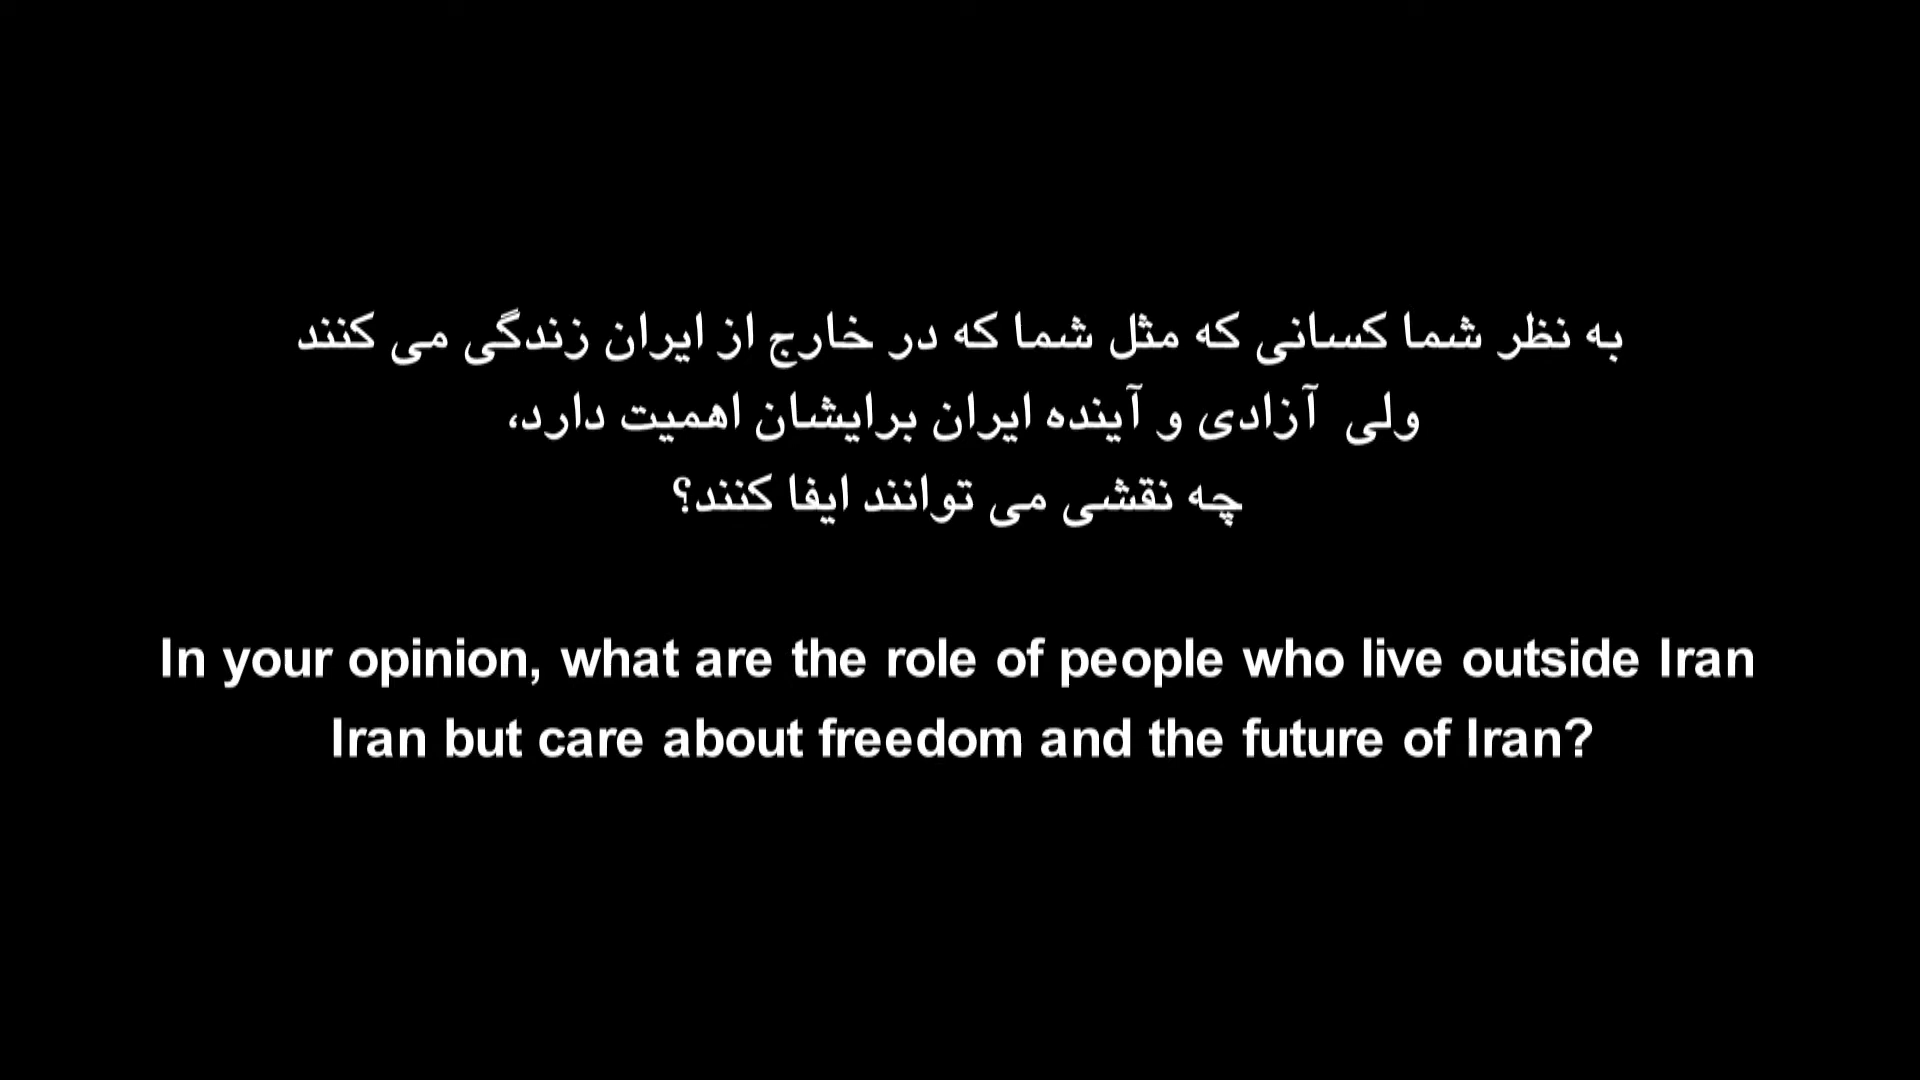 به نظر شما کسانی که مثل شما که در خارج از ایران زندگی می کنند
ولی آزادی و آینده ایران برایشان اهمیت دارد،
چه نقشی می توانند ایفا کنند؟
In your opinion, what are the role of people who live outside Iran
Iran but care about freedom and the future of Iran?